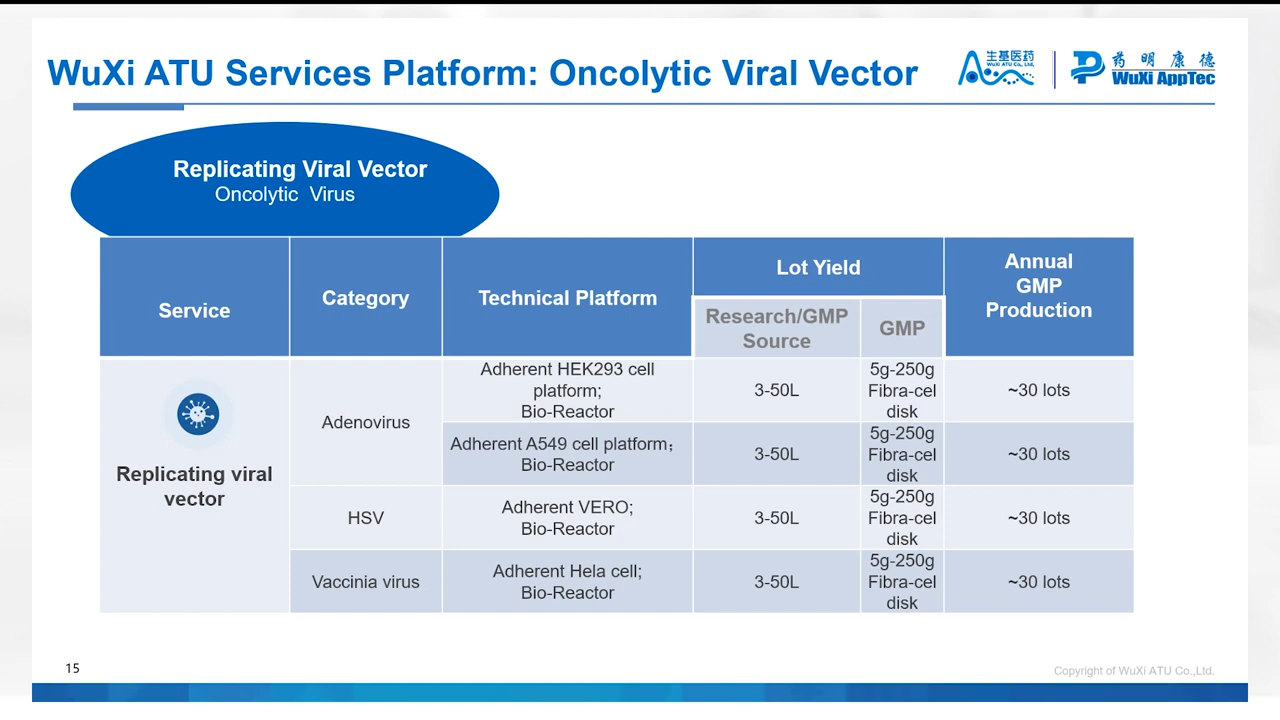 WuXi ATU Services Platform: Oncolytic Viral Vector
生基医药
WuXi ATU Co., Ltd.
药明康德
WuXi AppTec
Replicating Viral Vector
Oncolytic Virus
Service
Category
Technical Platform
Lot Yield
Annual
GMP
Production
Research/GMP
Source
GMP
Replicating viral
vector
Adenovirus
Adherent HEK293 cell
platform;
Bio-Reactor
3-50L
5g-250g
Fibra-cel
disk
~30 lots
Adherent A549 cell platform；
Bio-Reactor
3-50L
5g-250g
Fibra-cel
disk
~30 lots
HSV
Adherent VERO;
Bio-Reactor
3-50L
5g-250g
Fibra-cel
disk
~30 lots
Vaccinia virus
Adherent Hela cell;
Bio-Reactor
3-50L
5g-250g
Fibra-cel
disk
~30 lots
15
Copyright of WuXi ATU Co.,Ltd.